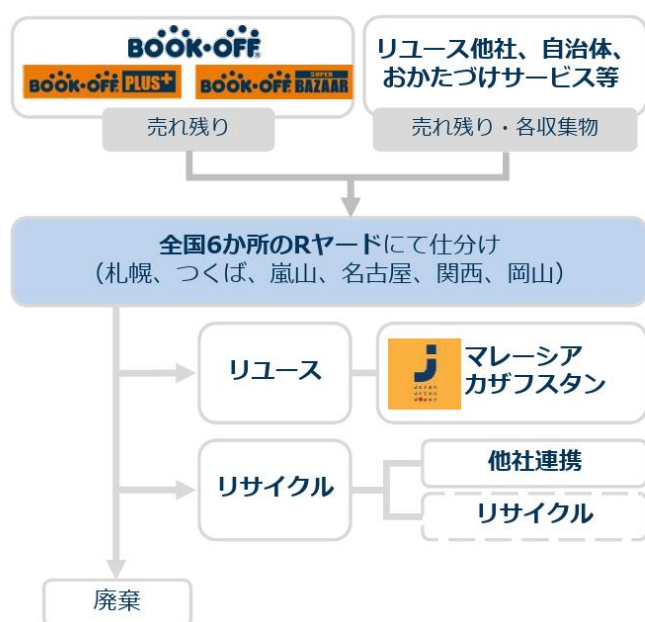 BOOK・OFF
BOOK・OFF PLUS+
BOOK・OFF SUPER BAZAAR
リユース他社、自治体、
おかたづけサービス等
売れ残り
売れ残り・各収集物
全国6か所のRヤードにて仕分け
（札幌、つくば、嵐山、名古屋、関西、岡山）
リユース
マレーシア
カザフスタン
リサイクル
他社連携
リサイクル
廃棄